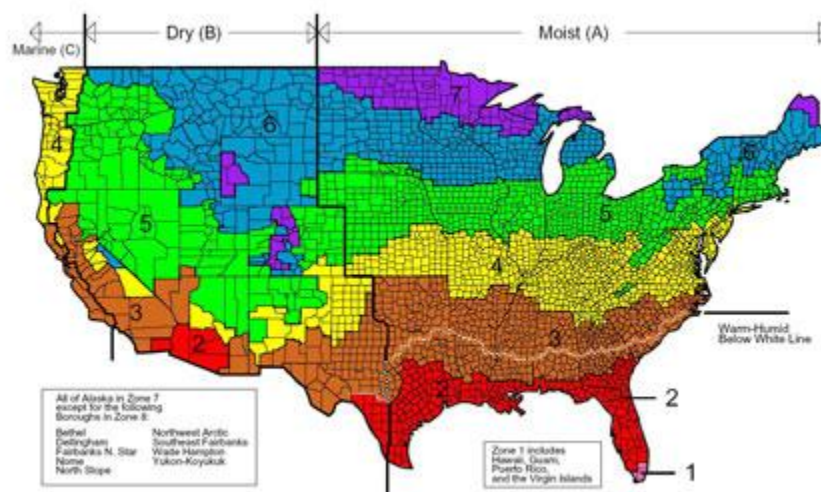 Marine (C)
Dry (B)
Moist (A)
7
6
4
6
5
5
4
3
3
2
2
Warm-Humid
Below White Line
2
1
All of Alaska in Zone 7
except for the following
Boroughs in Zone 8:
Bethel
Dellingham
Fairbanks N. Star
Nome
North Slope
Northwest Arctic
Southeast Fairbanks
Wade Hampton
Yukon-Koyukuk
Zone 1 includes
Hawaii, Guam,
Puerto Rico,
and the Virgin Islands